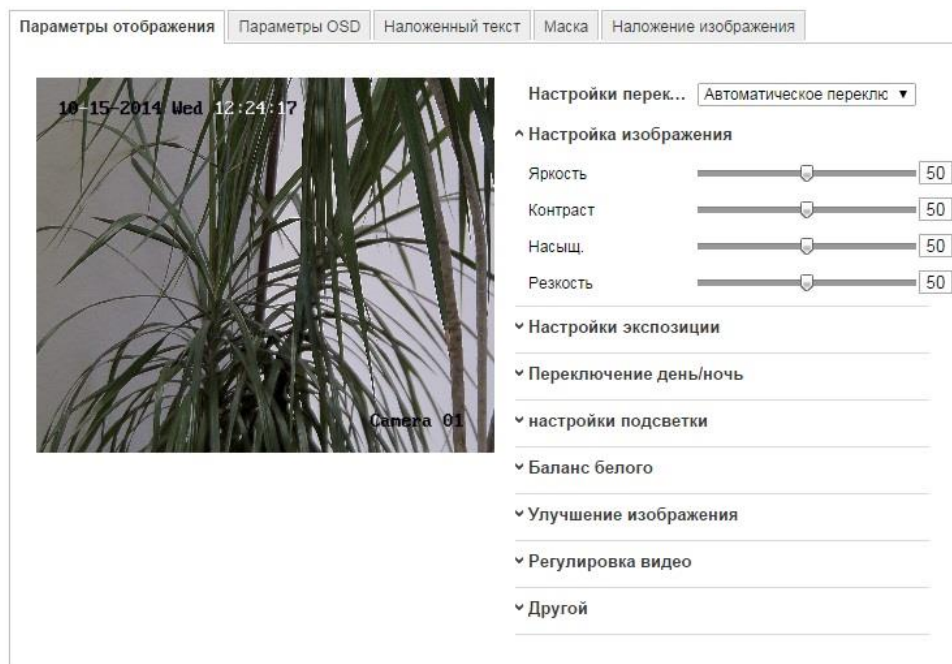 Параметры отображения Параметры OSD Наложенный текст Маска Наложение изображения
10-15-2014 Wed 12:24:17
Camera 01
Настройки перек... Автоматическое переклю
Настройка изображения
Яркость 50
Контраст 50
Насыщ. 50
Резкость 50
Настройки экспозиции
Переключение день/ночь
настройки подсветки
Баланс белого
Улучшение изображения
Регулировка видео
Другой